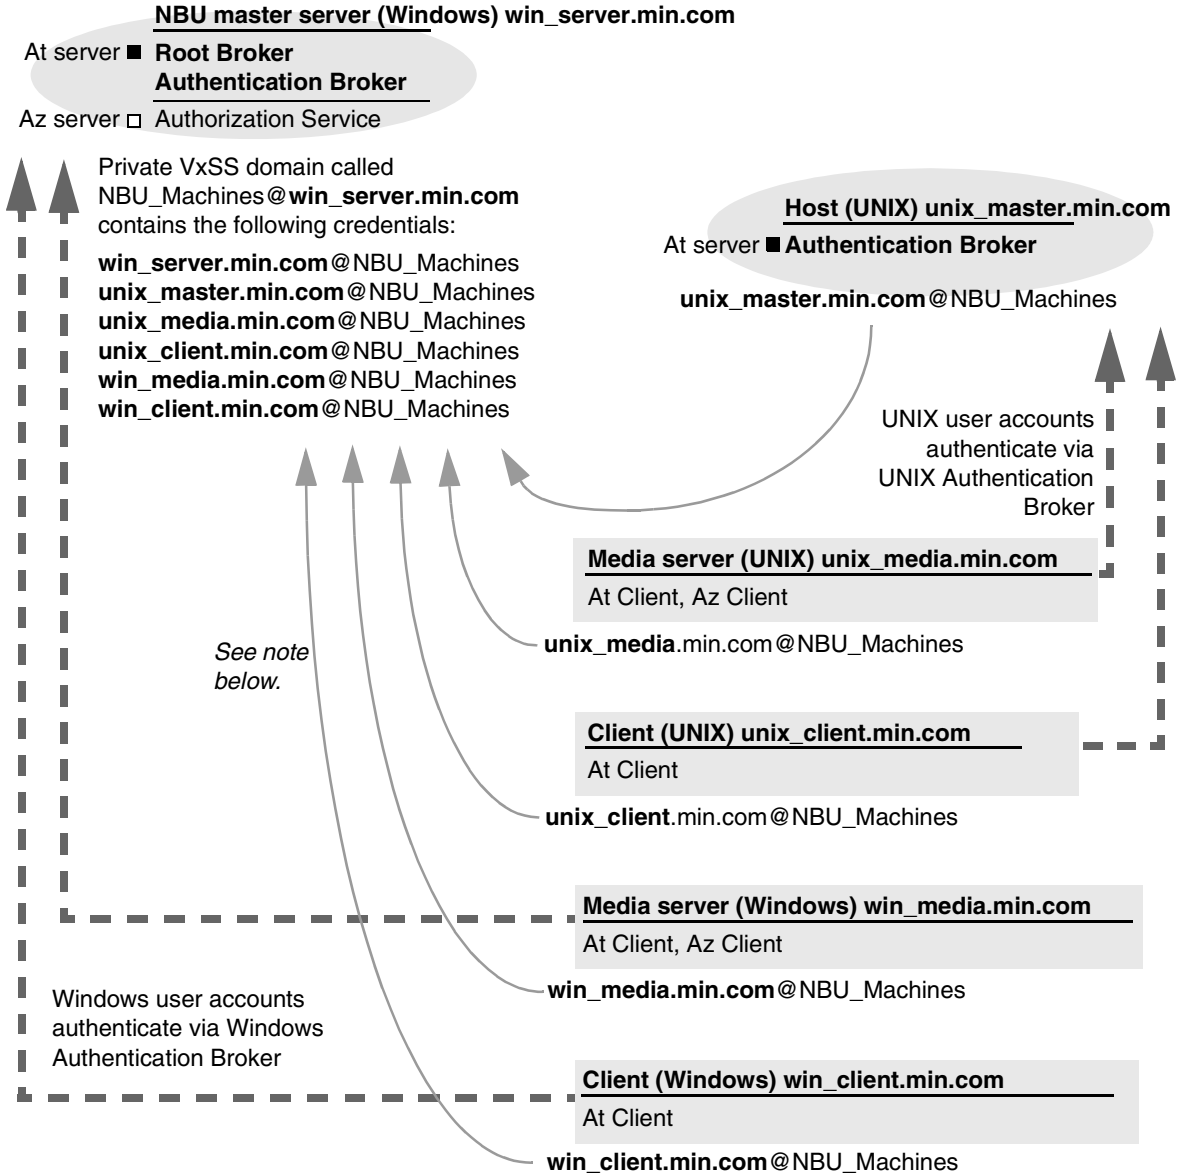 NBU master server (Windows) win_server.min.com
At server
Root Broker
Authentication Broker
Az server
Authorization Service
Private VxSS domain called
NBU_Machines@win_server.min.com
contains the following credentials:
win_server.min.com@NBU_Machines
unix_master.min.com@NBU_Machines
unix_media.min.com@NBU_Machines
unix_client.min.com@NBU_Machines
win_media.min.com@NBU_Machines
win_client.min.com@NBU_Machines
Host (UNIX) unix_master.min.com
At server
Authentication Broker
unix_master.min.com@NBU_Machines
UNIX user accounts
authenticate via
UNIX Authentication
Broker
Media server (UNIX) unix_media.min.com
At Client, Az Client
unix_media.min.com@NBU_Machines
See note
below.
Client (UNIX) unix_client.min.com
At Client
unix_client.min.com@NBU_Machines
Media server (Windows) win_media.min.com
At Client, Az Client
win_media.min.com@NBU_Machines
Windows user accounts
authenticate via Windows
Authentication Broker
Client (Windows) win_client.min.com
At Client
win_client.min.com@NBU_Machines